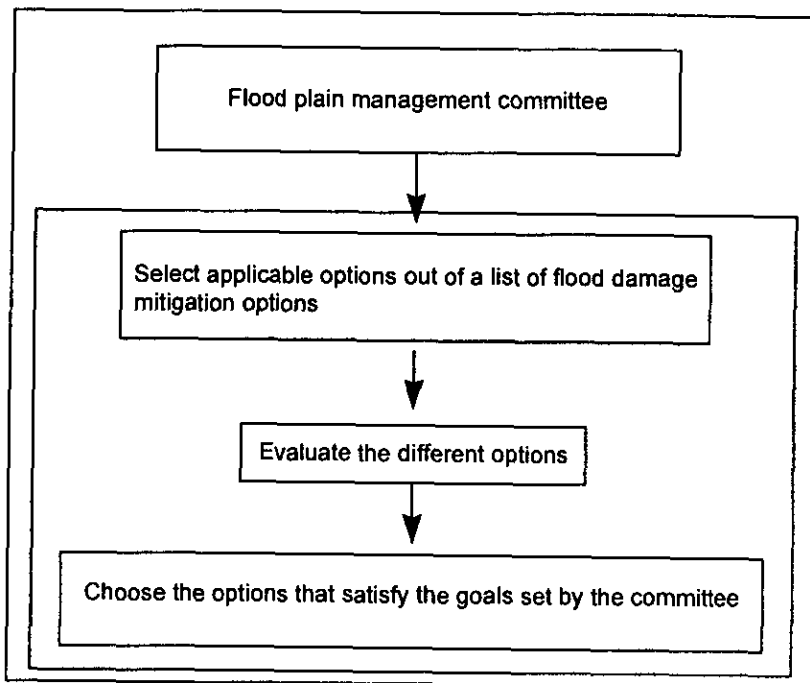 Flood plain management committee
Select applicable options out of a list of flood damage
mitigation options
Evaluate the different options
Choose the options that satisfy the goals set by the committee